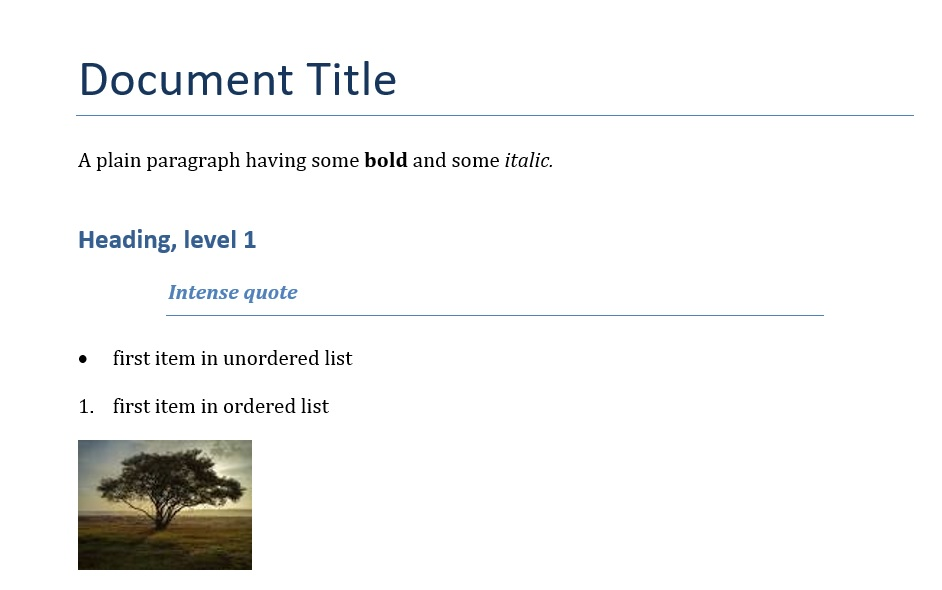 Document Title
A plain paragraph having some bold and some italic.
Heading, level 1
Intense quote
• first item in unordered list
1. first item in ordered list